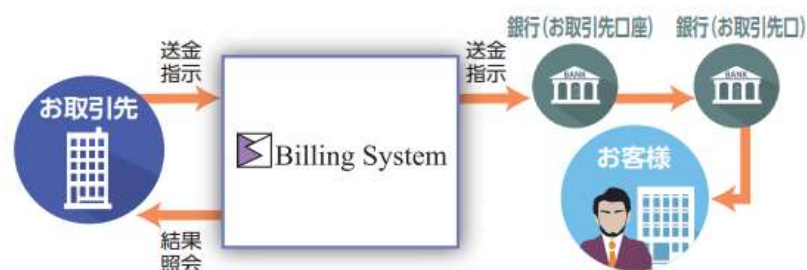 銀行(お取引先口座)
銀行(お取引先口)
送金
指示
送金
指示
BANK
BANK
お取引先
Billing System
お客様
結果
照会